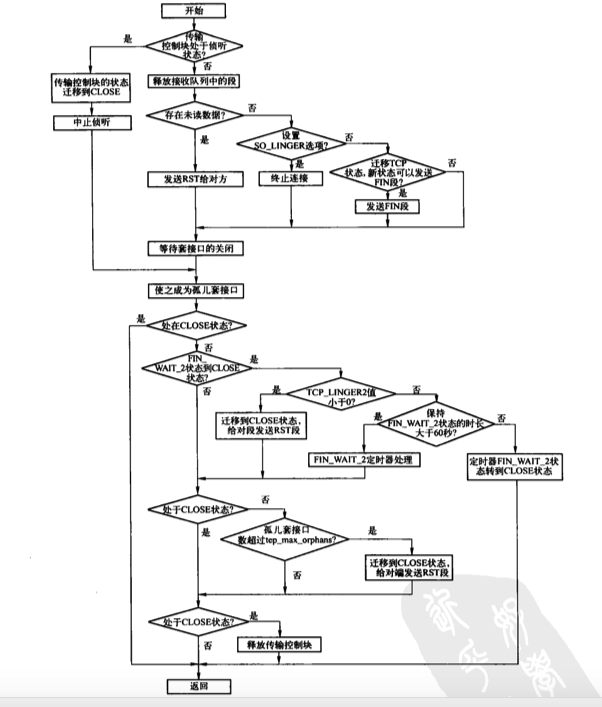 开始
传输
控制块处于侦听
状态?
是
否
传输控制块的状态
迁移到CLOSE
中止侦听
释放接收队列中的段
存在未读数据?
否
是
发送RST给对方
设置
SO_LINGER选项?
否
是
终止连接
迁移TCP
状态,新状态可以发送
FIN段?
否
是
发送FIN段
等待套接口的关闭
使之成为孤儿套接口
是
处在CLOSE状态?
否
FIN_
WAIT_2状态到CLOSE
状态?
是
否
TCP_LINGER2值
小于0?
是
否
迁移到CLOSE状态,
给对段发送RST段
保持
FIN_WAIT_2状态的时长
大于60秒?
是
否
FIN_WAIT_2定时器处理
定时器FIN_WAIT_2状
态转到CLOSE状态
处于CLOSE状态?
否
是
孤儿套接口
数超过tcp_max_orphans?
是
否
迁移到CLOSE状态,
给对端发送RST段
处于CLOSE状态?
是
否
释放传输控制块
返回